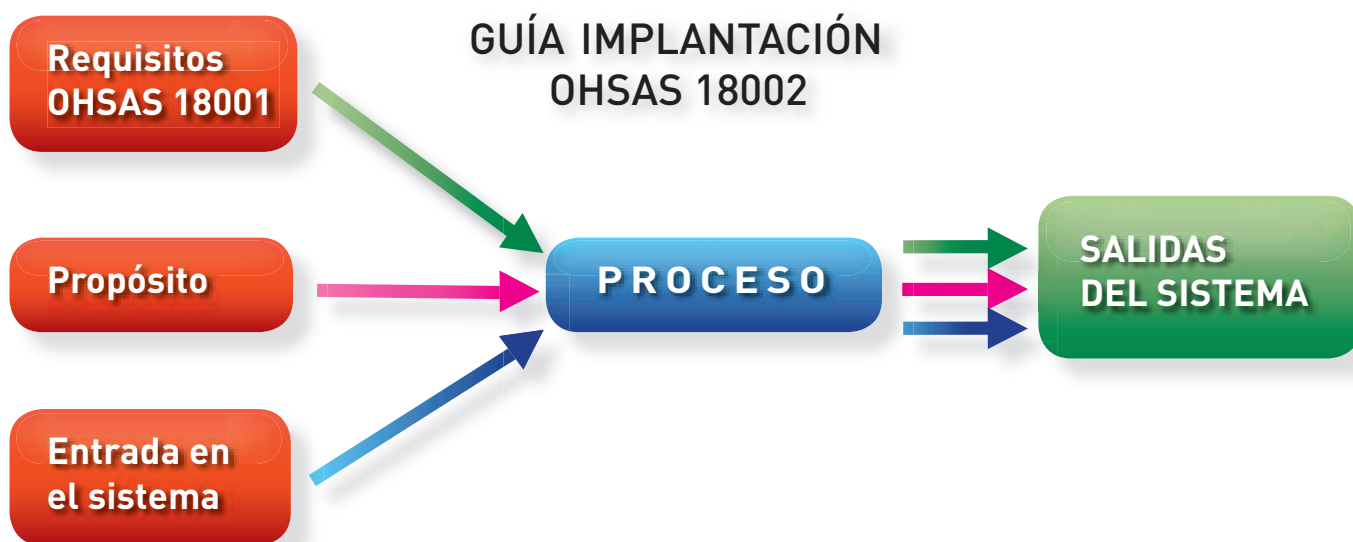 GUÍA IMPLANTACIÓN
OHSAS 18002
Requisitos
OHSAS 18001
Propósito
Entrada en
el sistema
PROCESO
SALIDAS
DEL SISTEMA